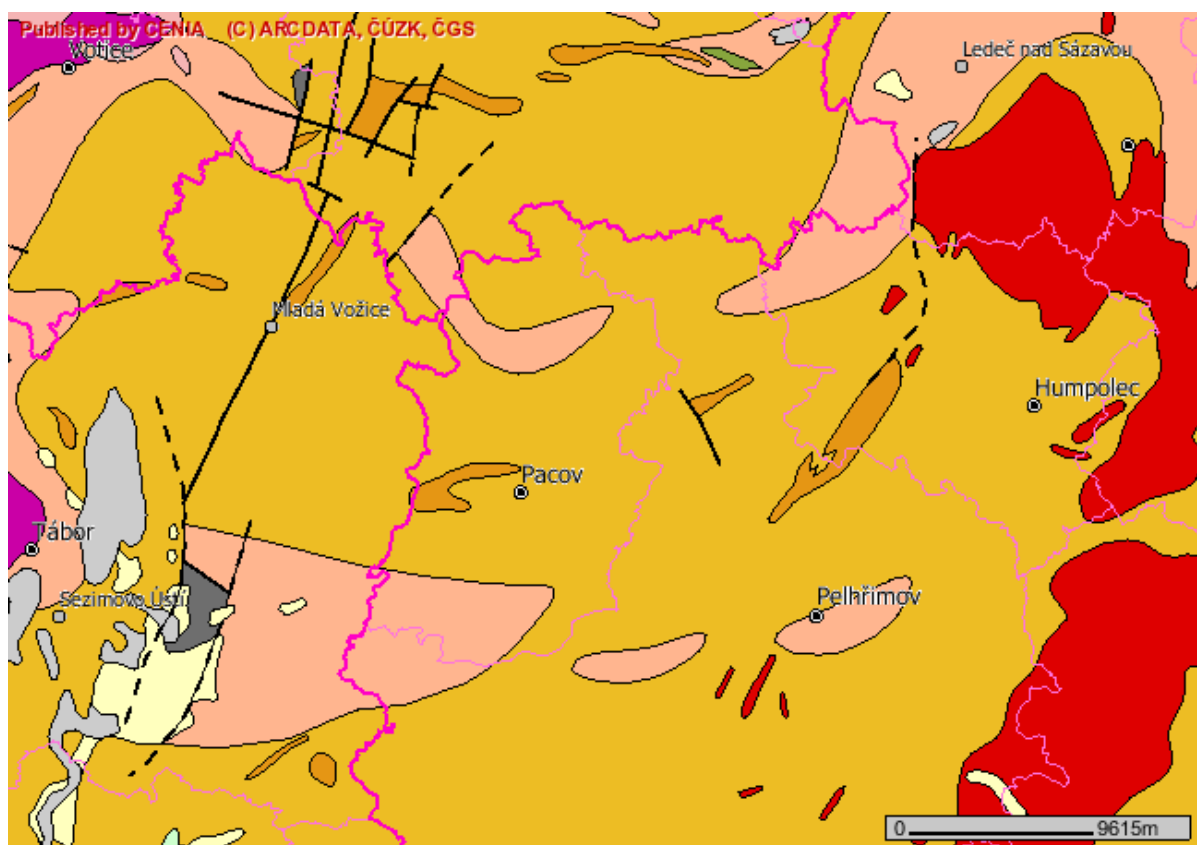 Published by CENIA (C) ARCDATA, ČÚZK, ČGS
Votice
Ledeč nad Sázavou
Mladá Vožice
Humpolec
Pacov
Tábor
Sezimovo Ústí
Pelhřimov
0 9615m